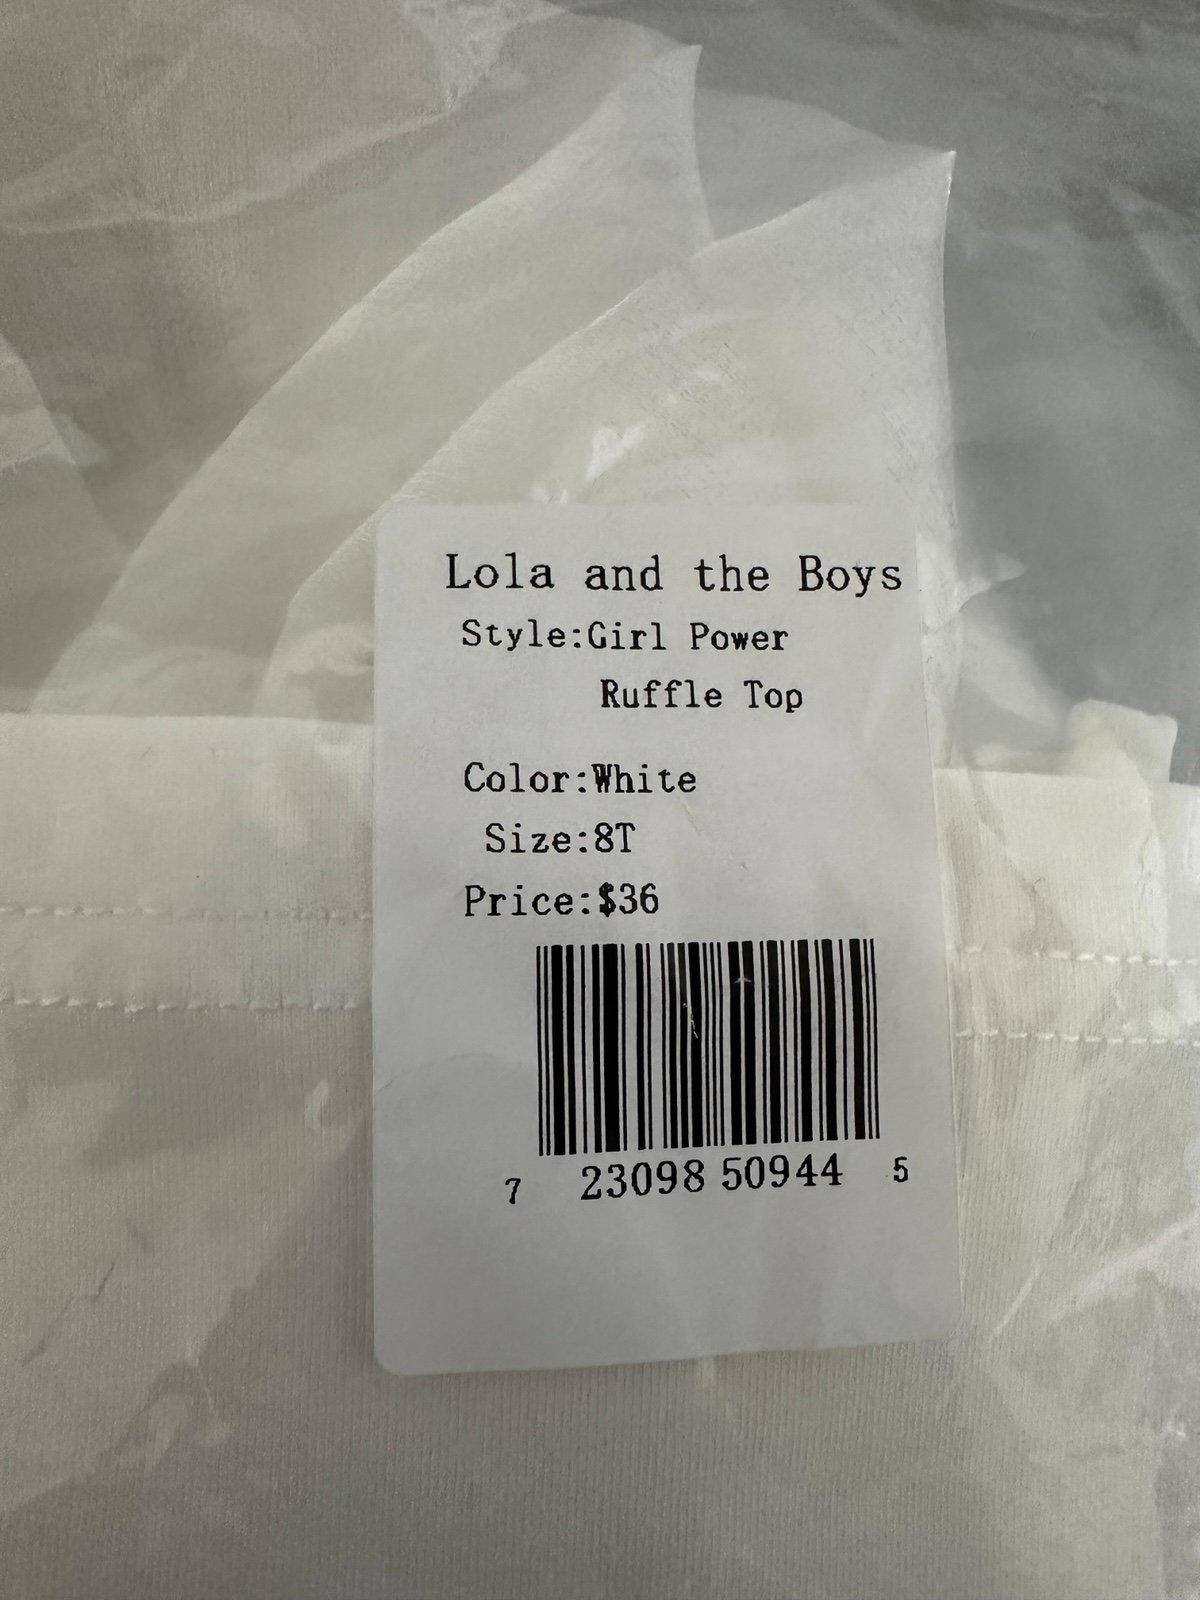 Lola and the Boys
Style:Girl Power
Ruffle Top
Color:White
Size:8T
Price:$36
7 23098 50944 5